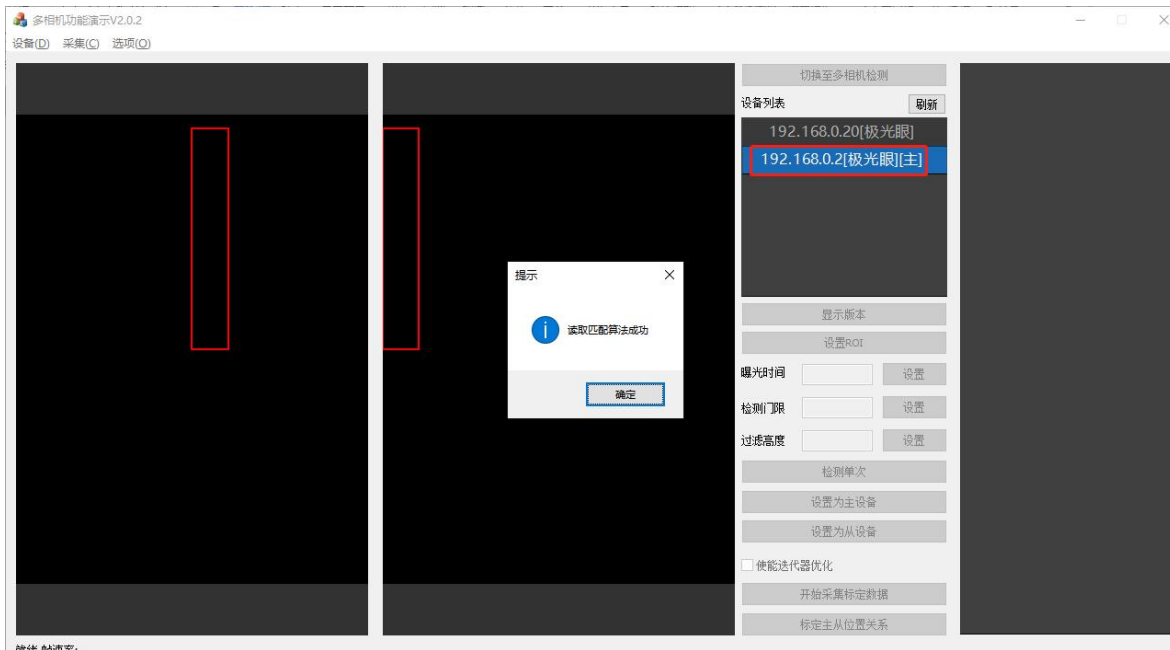 多相机功能演示V2.0.2
设备(D) 采集(C) 选项(O)
切换至多相机检测
设备列表 刷新
192.168.0.20[极光眼]
192.168.0.2[极光眼][主]
提示
读取匹配算法成功
确定
显示版本
设置ROI
曝光时间 设置
检测门限 设置
过滤高度 设置
检测单次
设置为主设备
设置为从设备
使能迭代器优化
开始采集标定数据
标定主从位置关系
就绪 帧速率: